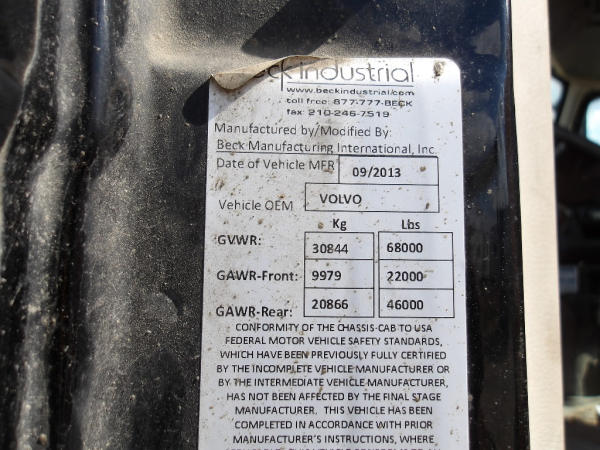 industrial
www.beckindustrial.com
toll free: 877-777-BECK
fax: 210-246-7519
Manufactured by/Modified By:
Beck Manufacturing International, Inc.
Date of Vehicle MFR 09/2013
Vehicle OEM VOLVO
Kg Lbs
GVWR: 30844 68000
GAWR-Front: 9979 22000
GAWR-Rear: 20866 46000
CONFORMITY OF THE CHASSIS-CAB TO USA
FEDERAL MOTOR VEHICLE SAFETY STANDARDS,
WHICH HAVE BEEN PREVIOUSLY FULLY CERTIFIED
BY THE INCOMPLETE VEHICLE MANUFACTURER OR
BY THE INTERMEDIATE VEHICLE MANUFACTURER,
HAS NOT BEEN AFFECTED BY THE FINAL STAGE
MANUFACTURER. THIS VEHICLE HAS BEEN
COMPLETED IN ACCORDANCE WITH PRIOR
MANUFACTURER'S INSTRUCTIONS, WHERE